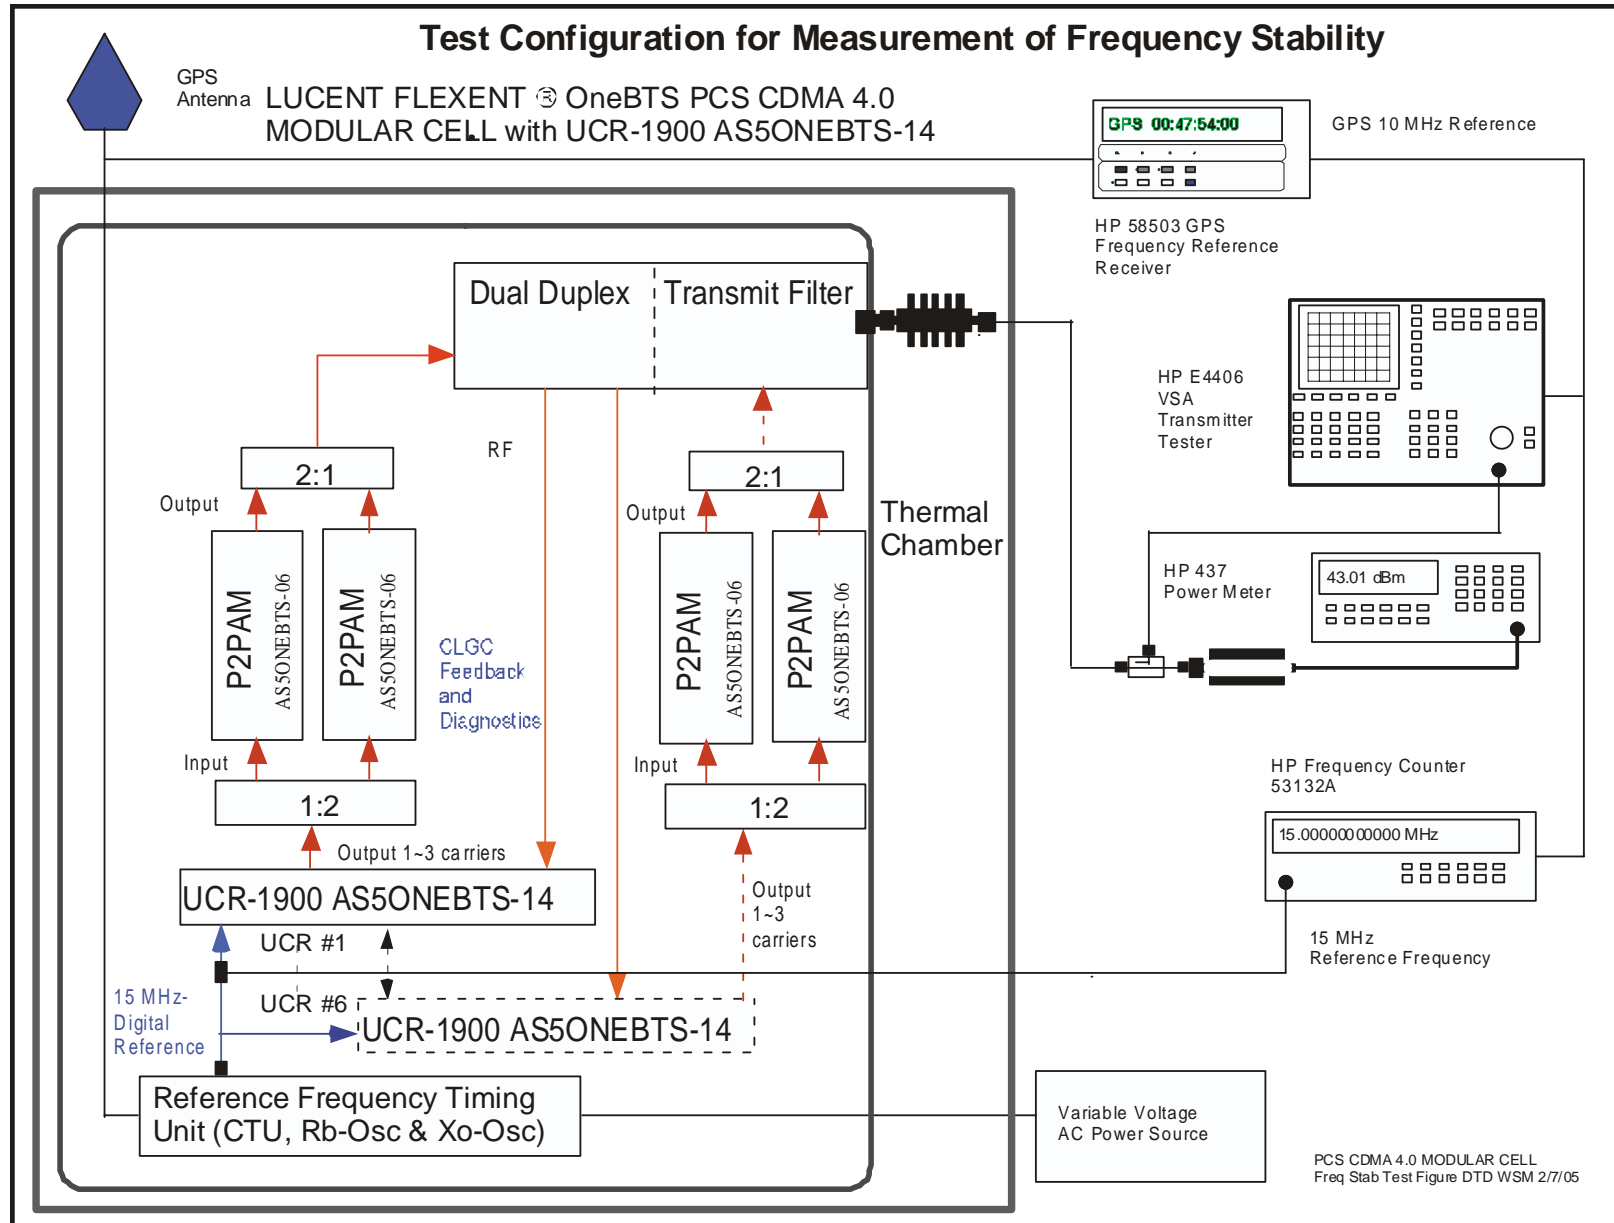 Test Configuration for Measurement of Frequency Stability
GPS
Antenna
LUCENT FLEXENT ® OneBTS PCS CDMA 4.0
MODULAR CELL with UCR-1900 AS5ONEBTS-14
GPS 00:47:54:00
GPS 10 MHz Reference
HP 58503 GPS
Frequency Reference
Receiver
Dual Duplex
Transmit Filter
HP E4406
VSA
Transmitter
Tester
RF
2:1
2:1
Output
Output
Thermal
Chamber
P2PAM
AS5ONEBTS-06
P2PAM
AS5ONEBTS-06
P2PAM
AS5ONEBTS-06
P2PAM
AS5ONEBTS-06
HP 437
Power Meter
43.01 dBm
CLGC
Feedback
and
Diagnostics
Input
Input
1:2
1:2
HP Frequency Counter
53132A
15.00000000000 MHz
Output 1~3 carriers
UCR-1900 AS5ONEBTS-14
Output
1~3
carriers
UCR #1
15 MHz
Reference Frequency
15 MHz-
Digital
Reference
UCR #6
UCR-1900 AS5ONEBTS-14
Reference Frequency Timing
Unit (CTU, Rb-Osc & Xo-Osc)
Variable Voltage
AC Power Source
PCS CDMA 4.0 MODULAR CELL
Freq Stab Test Figure DTD WSM 2/7/05